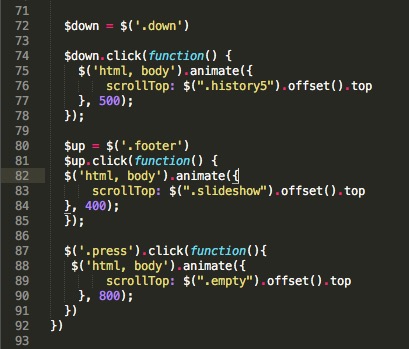 71
72 $down = $('.down')
73
74 $down.click(function() {
75 $('html, body').animate({
76 scrollTop: $(".history5").offset().top
77 }, 500);
78 });
79
80 $up = $('.footer')
81 $up.click(function() {
82 $('html, body').animate({
83 scrollTop: $(".slideshow").offset().top
84 }, 400);
85 });
86
87 $('.press').click(function(){
88 $('html, body').animate({
89 scrollTop: $(".empty").offset().top
90 }, 800);
91 })
92 })
93